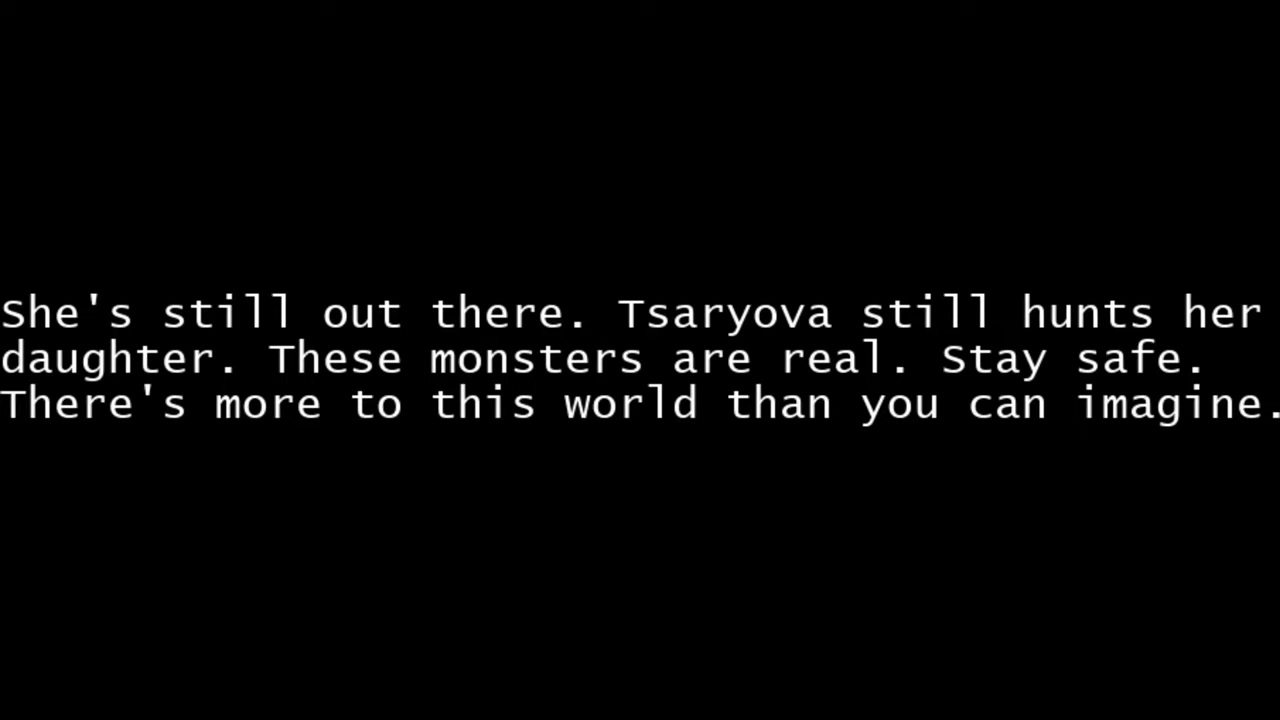 She's still out there. Tsaryova still hunts her
daughter. These monsters are real. Stay safe.
There's more to this world than you can imagine.